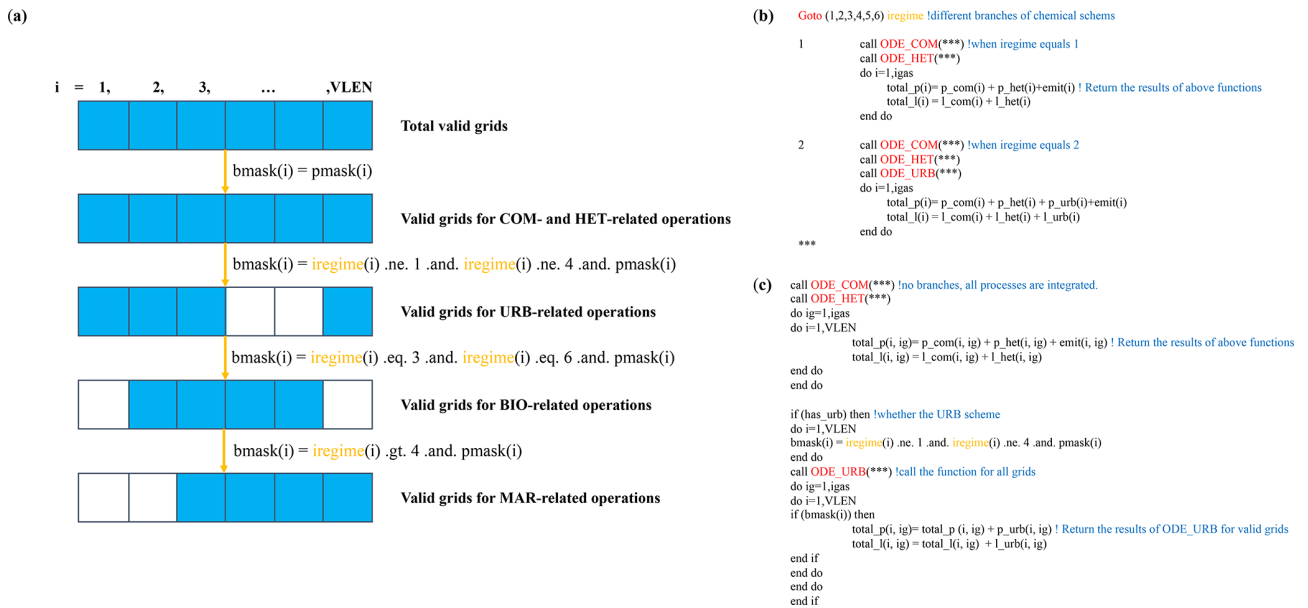 (a)
i = 1, 2, 3, ... ,VLEN
Total valid grids
bmask(i) = pmask(i)
Valid grids for COM- and HET-related operations
bmask(i) = iregime(i) .ne. 1 .and. iregime(i) .ne. 4 .and. pmask(i)
Valid grids for URB-related operations
bmask(i) = iregime(i) .eq. 3 .and. iregime(i) .eq. 6 .and. pmask(i)
Valid grids for BIO-related operations
bmask(i) = iregime(i) .gt. 4 .and. pmask(i)
Valid grids for MAR-related operations
(b)
Goto (1,2,3,4,5,6) iregime !different branches of chemical schems
1 call ODE_COM(***) !when iregime equals 1
call ODE_HET(***)
do i=1,igas
total_p(i)= p_com(i) + p_het(i)+emit(i) ! Return the results of above functions
total_l(i) = l_com(i) + l_het(i)
end do
2 call ODE_COM(***) !when iregime equals 2
call ODE_HET(***)
call ODE_URB(***)
do i=1,igas
total_p(i)= p_com(i) + p_het(i) + p_urb(i)+emit(i)
total_l(i) = l_com(i) + l_het(i) + l_urb(i)
end do
***
(c)
call ODE_COM(***) !no branches, all processes are integrated.
call ODE_HET(***)
do ig=1,igas
do i=1,VLEN
total_p(i, ig)= p_com(i, ig) + p_het(i, ig) + emit(i, ig) ! Return the results of above functions
total_l(i, ig) = l_com(i, ig) + l_het(i, ig)
end do
end do
if (has_urb) then !whether the URB scheme
do i=1,VLEN
bmask(i) = iregime(i) .ne. 1 .and. iregime(i) .ne. 4 .and. pmask(i)
end do
call ODE_URB(***) !call the function for all grids
do ig=1,igas
do i=1,VLEN
if (bmask(i)) then
total_p(i, ig)= total_p (i, ig) + p_urb(i, ig) ! Return the results of ODE_URB for valid grids
total_l(i, ig) = total_l(i, ig) + l_urb(i, ig)
end if
end do
end do
end if